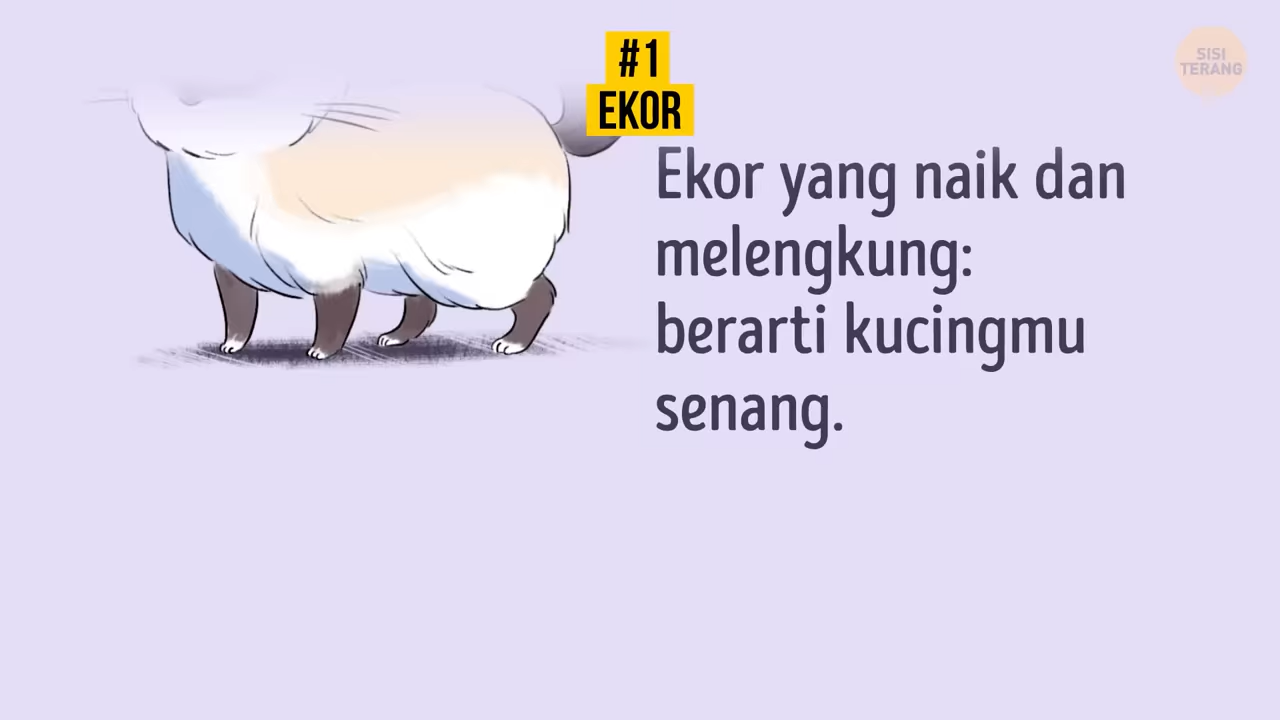 #1
EKOR
SISI
TERANG
Ekor yang naik dan
melengkung:
berarti kucingmu
senang.